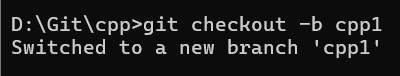 D:\Git\cpp>git checkout -b cpp1
Switched to a new branch 'cpp1'